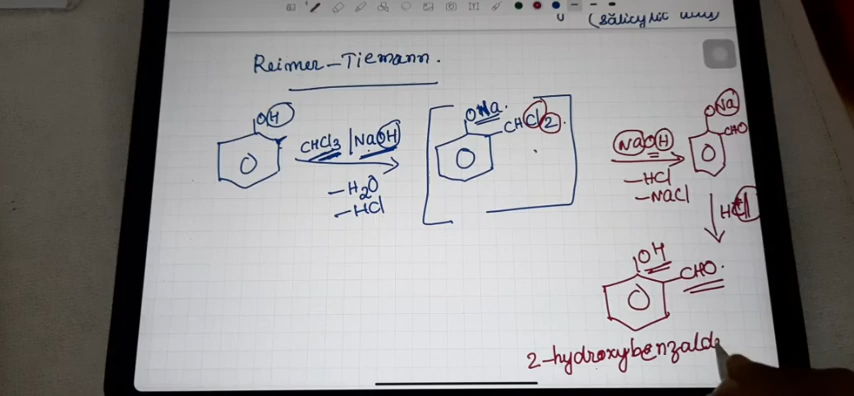 (Salicylic
Reimer-Tiemann.
OH
CHCl3 | NaOH
-H2O
-HCl
ONa.
CHCl2.
NaOH
-HCl
-NaCl
ONa
CHO
HCl
OH
CHO.
2-hydroxybenzalde